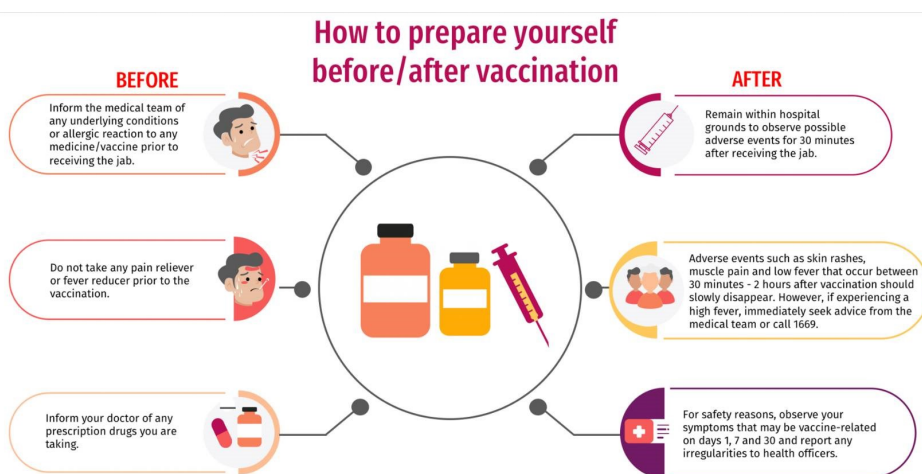 How to prepare yourself
before/after vaccination
BEFORE
Inform the medical team of
any underlying conditions
or allergic reaction to any
medicine/vaccine prior to
receiving the jab.
Do not take any pain reliever
or fever reducer prior to the
vaccination.
Inform your doctor of any
prescription drugs you are
taking.
AFTER
Remain within hospital
grounds to observe possible
adverse events for 30 minutes
after receiving the jab.
Adverse events such as skin rashes,
muscle pain and low fever that occur between
30 minutes - 2 hours after vaccination should
slowly disappear. However, if experiencing a
high fever, immediately seek advice from the
medical team or call 1669.
For safety reasons, observe your
symptoms that may be vaccine-related
on days 1, 7 and 30 and report any
irregularities to health officers.